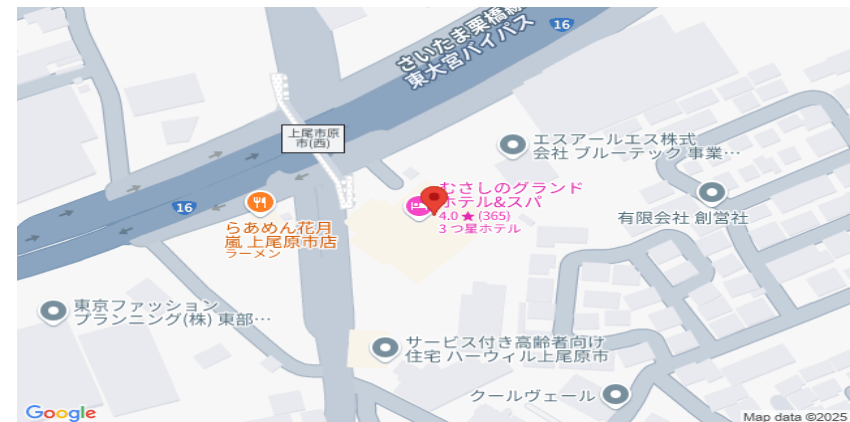 さいたま栗橋線
東大宮バイパス
16
上尾市原
市(西)
エスアールエス株式
会社 ブルーテック 事業…
むさしのグランド
ホテル&スパ
4.0 ★ (365)
3 つ星ホテル
16
らあめん花月
嵐 上尾原市店
ラーメン
有限会社 創営社
東京ファッション
プランニング(株) 東部…
サービス付き高齢者向け
住宅 ハーウィル上尾原市
クールヴェール
Google
Map data ©2025